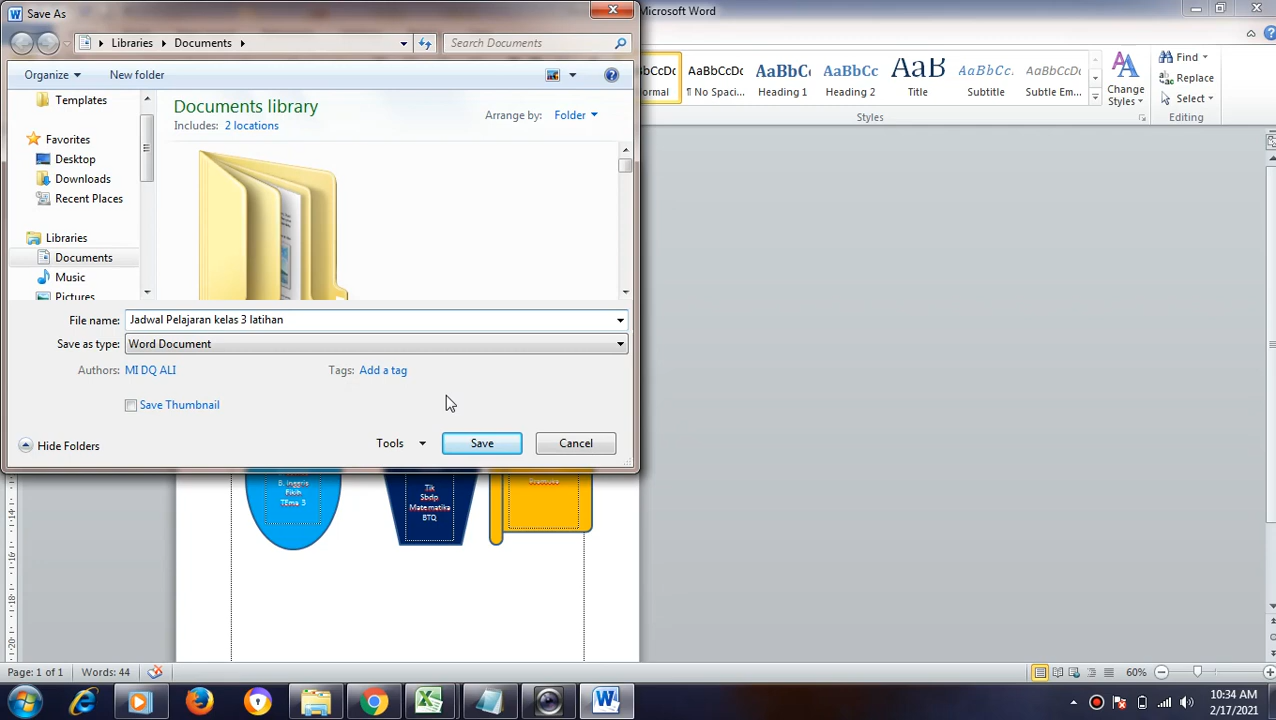 Save As
Microsoft Word
Libraries
Documents
Search Documents
Organize
New folder
Documents library
Includes: 2 locations
Arrange by: Folder
Templates
Favorites
Desktop
Downloads
Recent Places
Libraries
Documents
Music
Pictures
File name: Jadwal Pelajaran kelas 3 latihan
Save as type: Word Document
Authors: MI DQ ALI
Tags: Add a tag
Save Thumbnail
Hide Folders
Tools
Save
Cancel
AaBbCc
¶ No Spaci...
AaBbC
Heading 1
AaBbCc
Heading 2
AaB
Title
AaBbCc.
Subtitle
AaBbCcDc
Subtle Em...
Change
Styles
Styles
Find
Replace
Select
Editing
B. Inggris
Fikih
TEma 3
Tik
Sbdp
Matematika
BTQ
Page: 1 of 1
Words: 44
60%
10:34 AM
2/17/2021